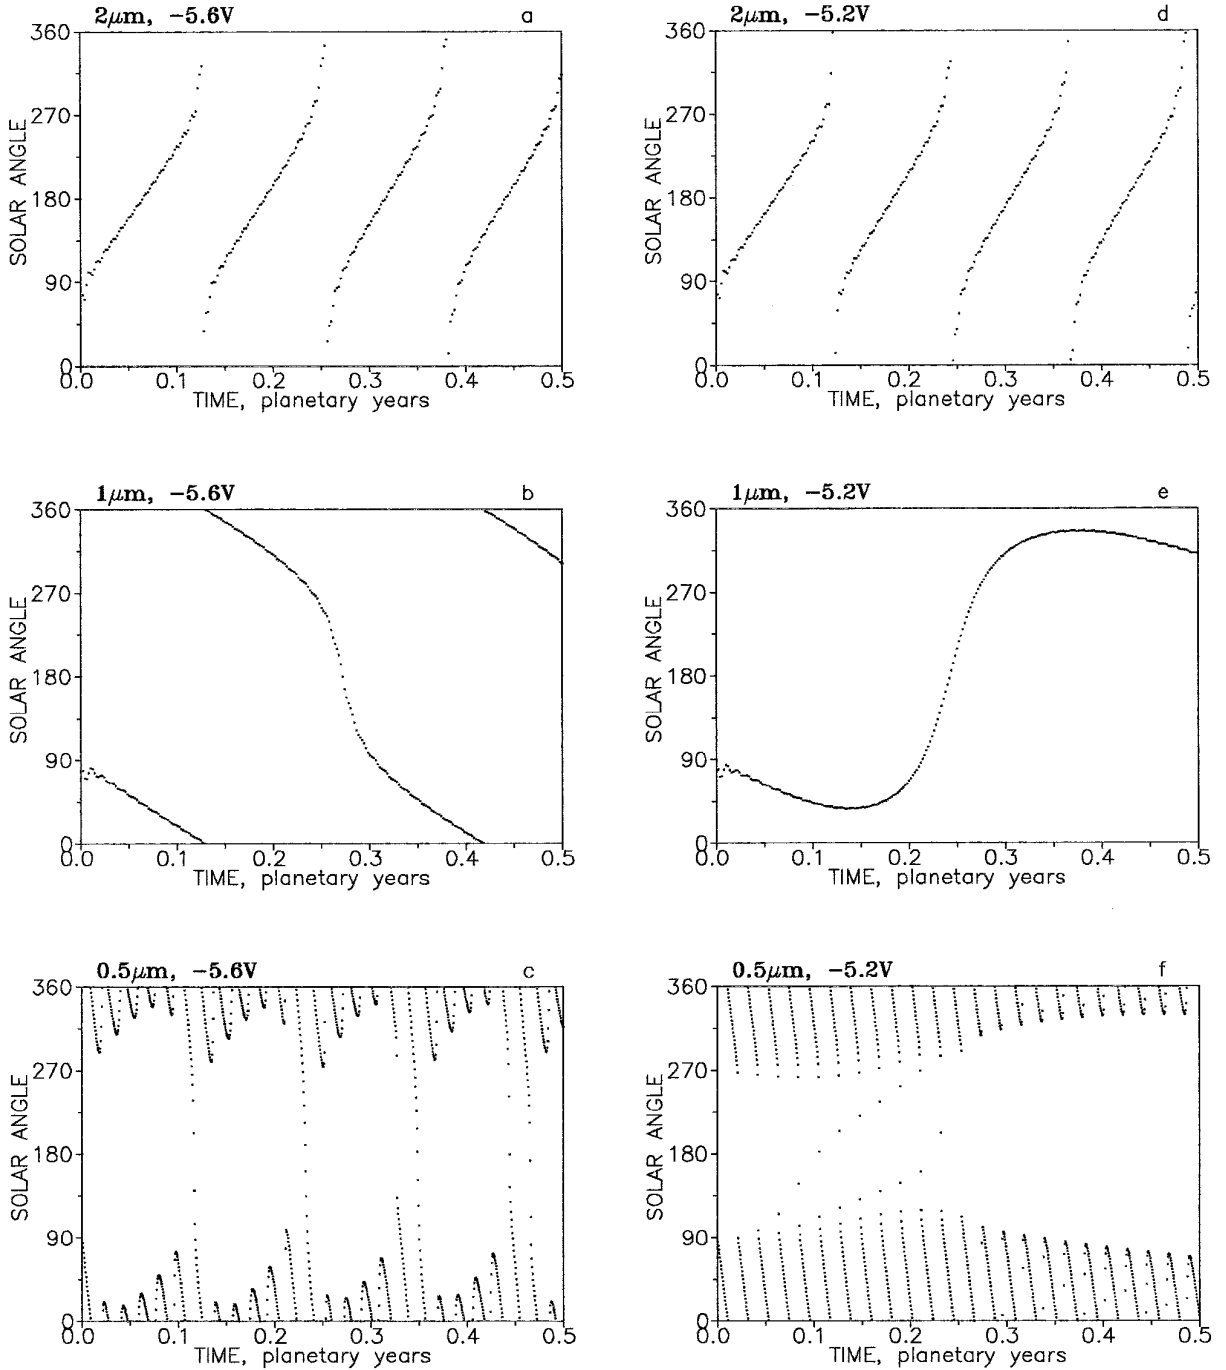 2μm, -5.6V a
360
270
180
90
0
SOLAR ANGLE
0.0 0.1 0.2 0.3 0.4 0.5
TIME, planetary years
2μm, -5.2V d
360
270
180
90
0
SOLAR ANGLE
0.0 0.1 0.2 0.3 0.4 0.5
TIME, planetary years
1μm, -5.6V b
360
270
180
90
0
SOLAR ANGLE
0.0 0.1 0.2 0.3 0.4 0.5
TIME, planetary years
1μm, -5.2V e
360
270
180
90
0
SOLAR ANGLE
0.0 0.1 0.2 0.3 0.4 0.5
TIME, planetary years
0.5μm, -5.6V c
360
270
180
90
0
SOLAR ANGLE
0.0 0.1 0.2 0.3 0.4 0.5
TIME, planetary years
0.5μm, -5.2V f
360
270
180
90
0
SOLAR ANGLE
0.0 0.1 0.2 0.3 0.4 0.5
TIME, planetary years